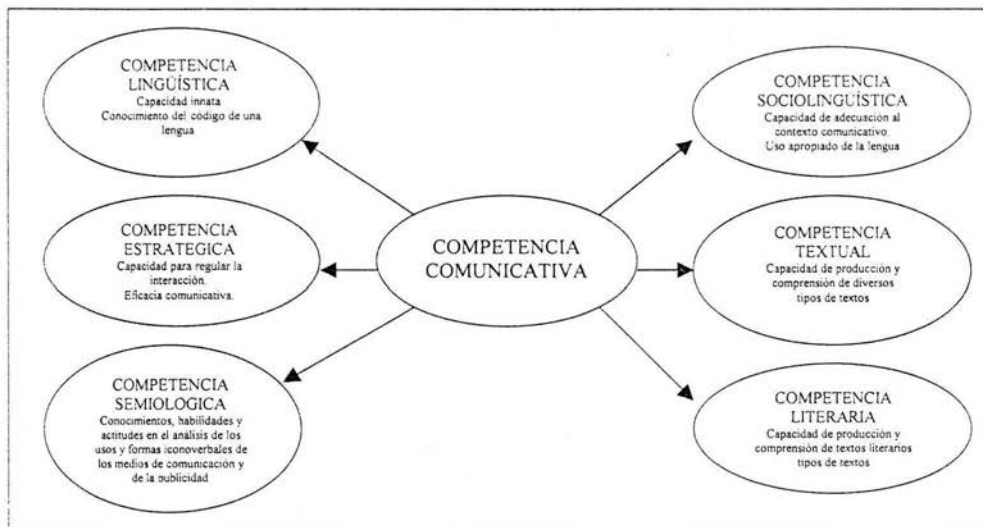 COMPETENCIA
LINGÜÍSTICA
Capacidad innata
Conocimiento del código de una
lengua
COMPETENCIA
SOCIOLINGÜÍSTICA
Capacidad de adecuación al
contexto comunicativo.
Uso apropiado de la lengua
COMPETENCIA
ESTRATEGICA
Capacidad para regular la
interacción.
Eficacia comunicativa.
COMPETENCIA
COMUNICATIVA
COMPETENCIA
TEXTUAL
Capacidad de producción y
comprensión de diversos
tipos de textos
COMPETENCIA
SEMIOLOGICA
Conocimientos, habilidades y
actitudes en el análisis de los
usos y formas iconoverbales de
los medios de comunicación y
de la publicidad
COMPETENCIA
LITERARIA
Capacidad de producción y
comprensión de textos literarios
tipos de textos